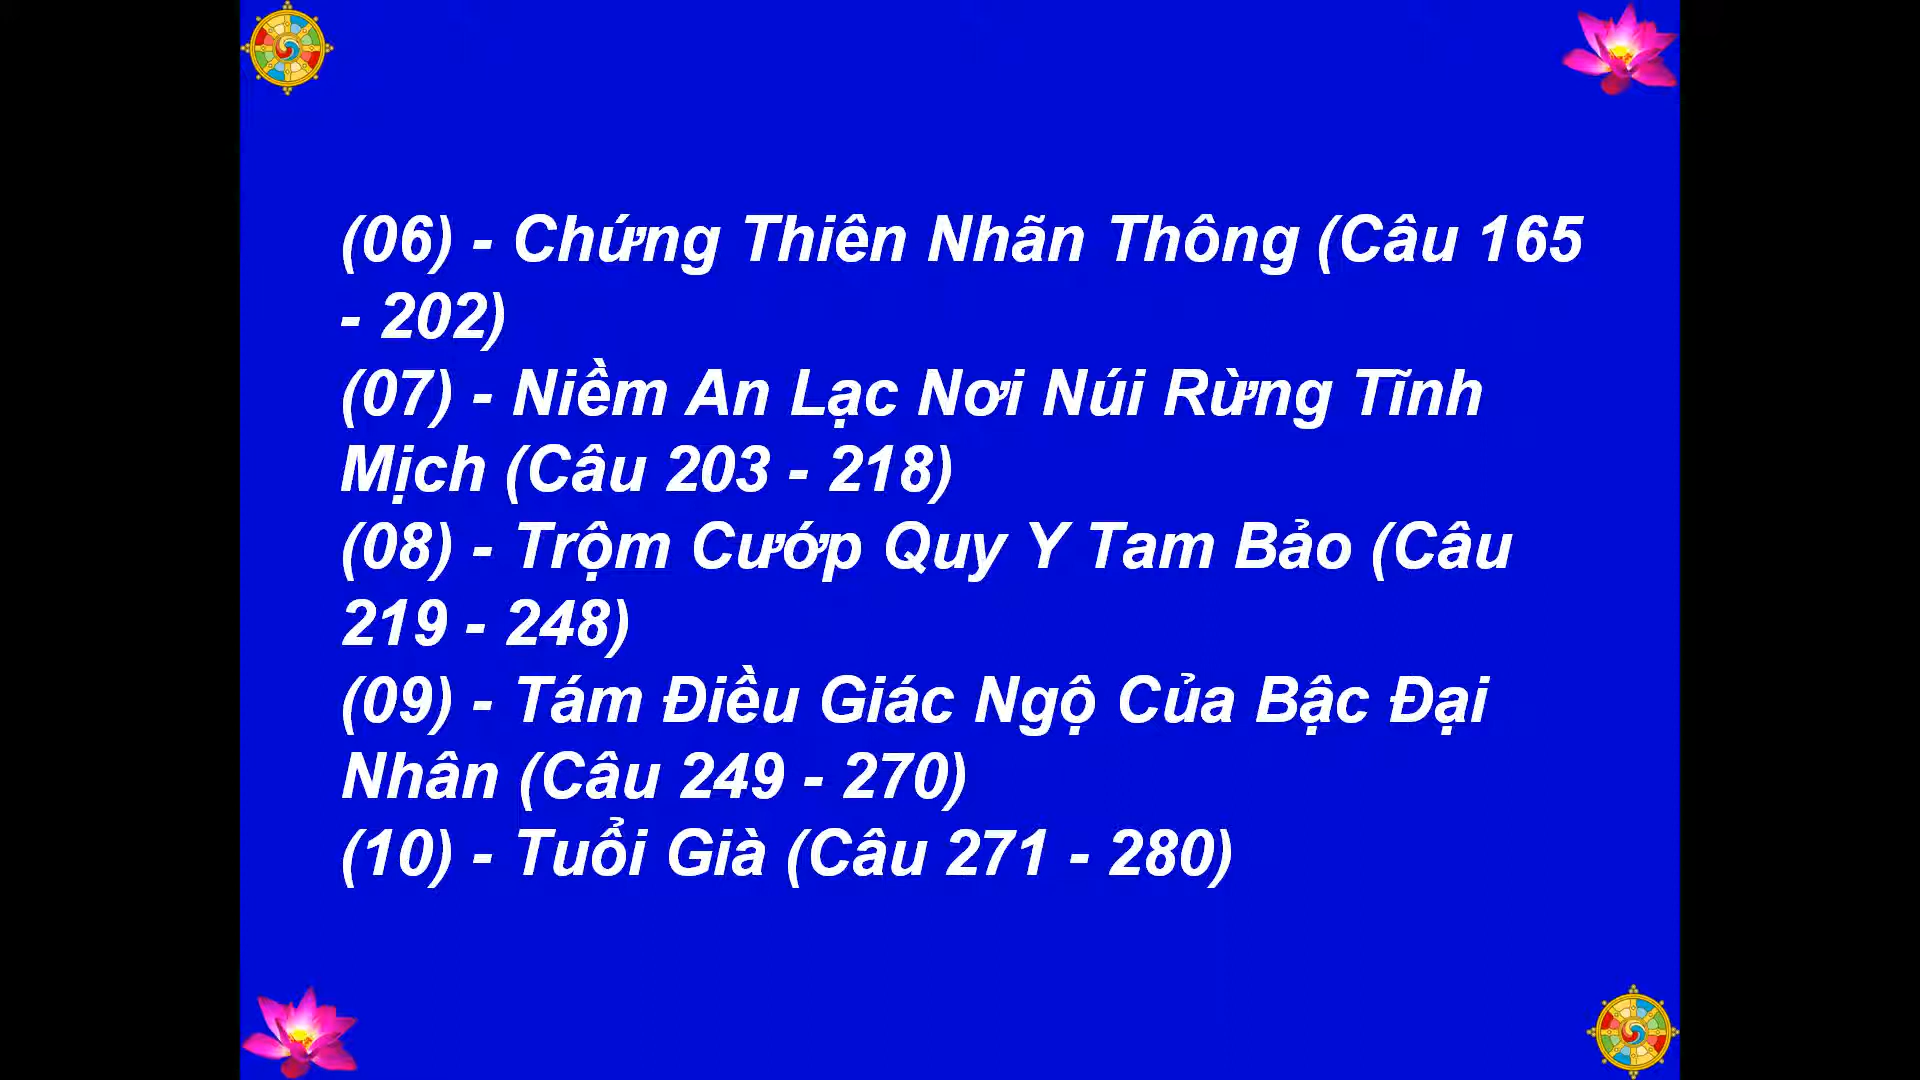 (06) - Chứng Thiên Nhãn Thông (Câu 165
- 202)
(07) - Niềm An Lạc Nơi Núi Rừng Tĩnh
Mịch (Câu 203 - 218)
(08) - Trộm Cướp Quy Y Tam Bảo (Câu
219 - 248)
(09) - Tám Điều Giác Ngộ Của Bậc Đại
Nhân (Câu 249 - 270)
(10) - Tuổi Già (Câu 271 - 280)